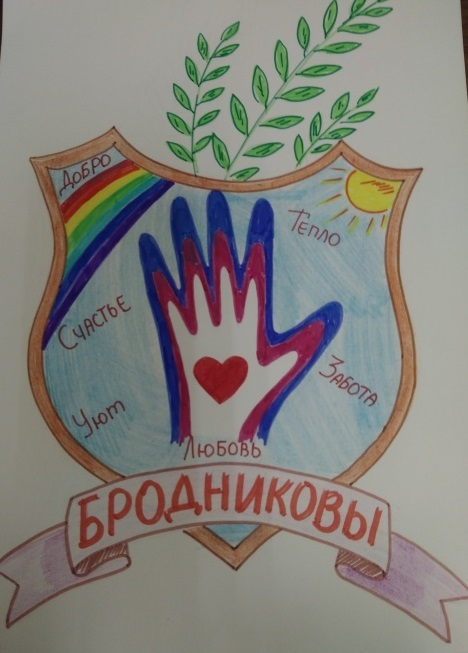 Добро
Тепло
Счастье
Забота
Уют
Любовь
БРОДНИКОВЫ